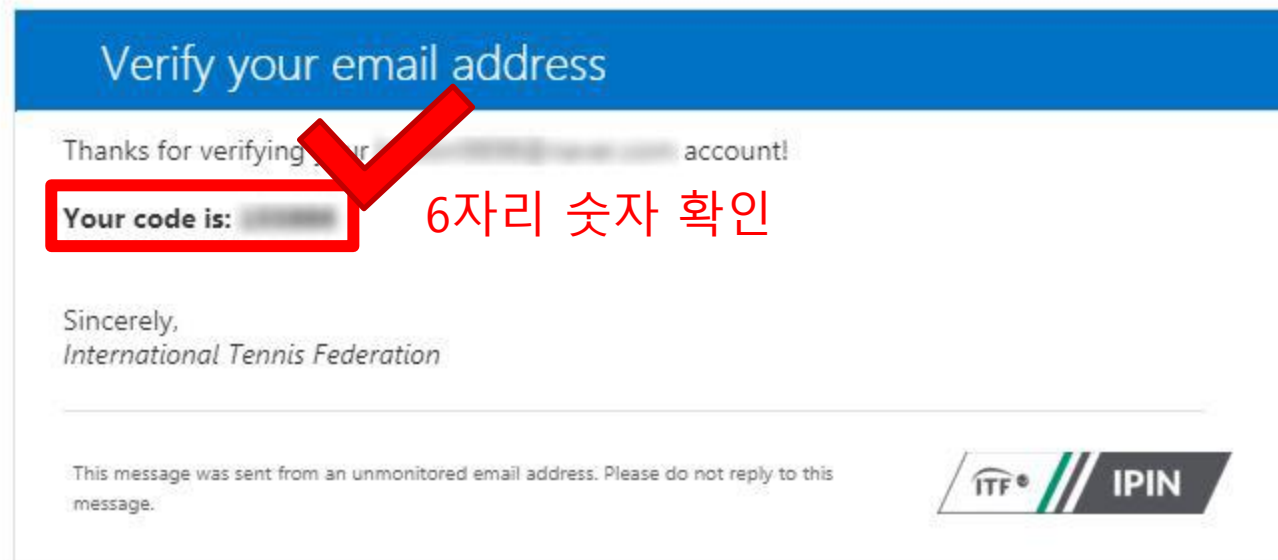 Verify your email address
Thanks for verifying your account!
Your code is:
6자리 숫자 확인
Sincerely,
International Tennis Federation
This message was sent from an unmonitored email address. Please do not reply to this
message.
ITF® IPIN